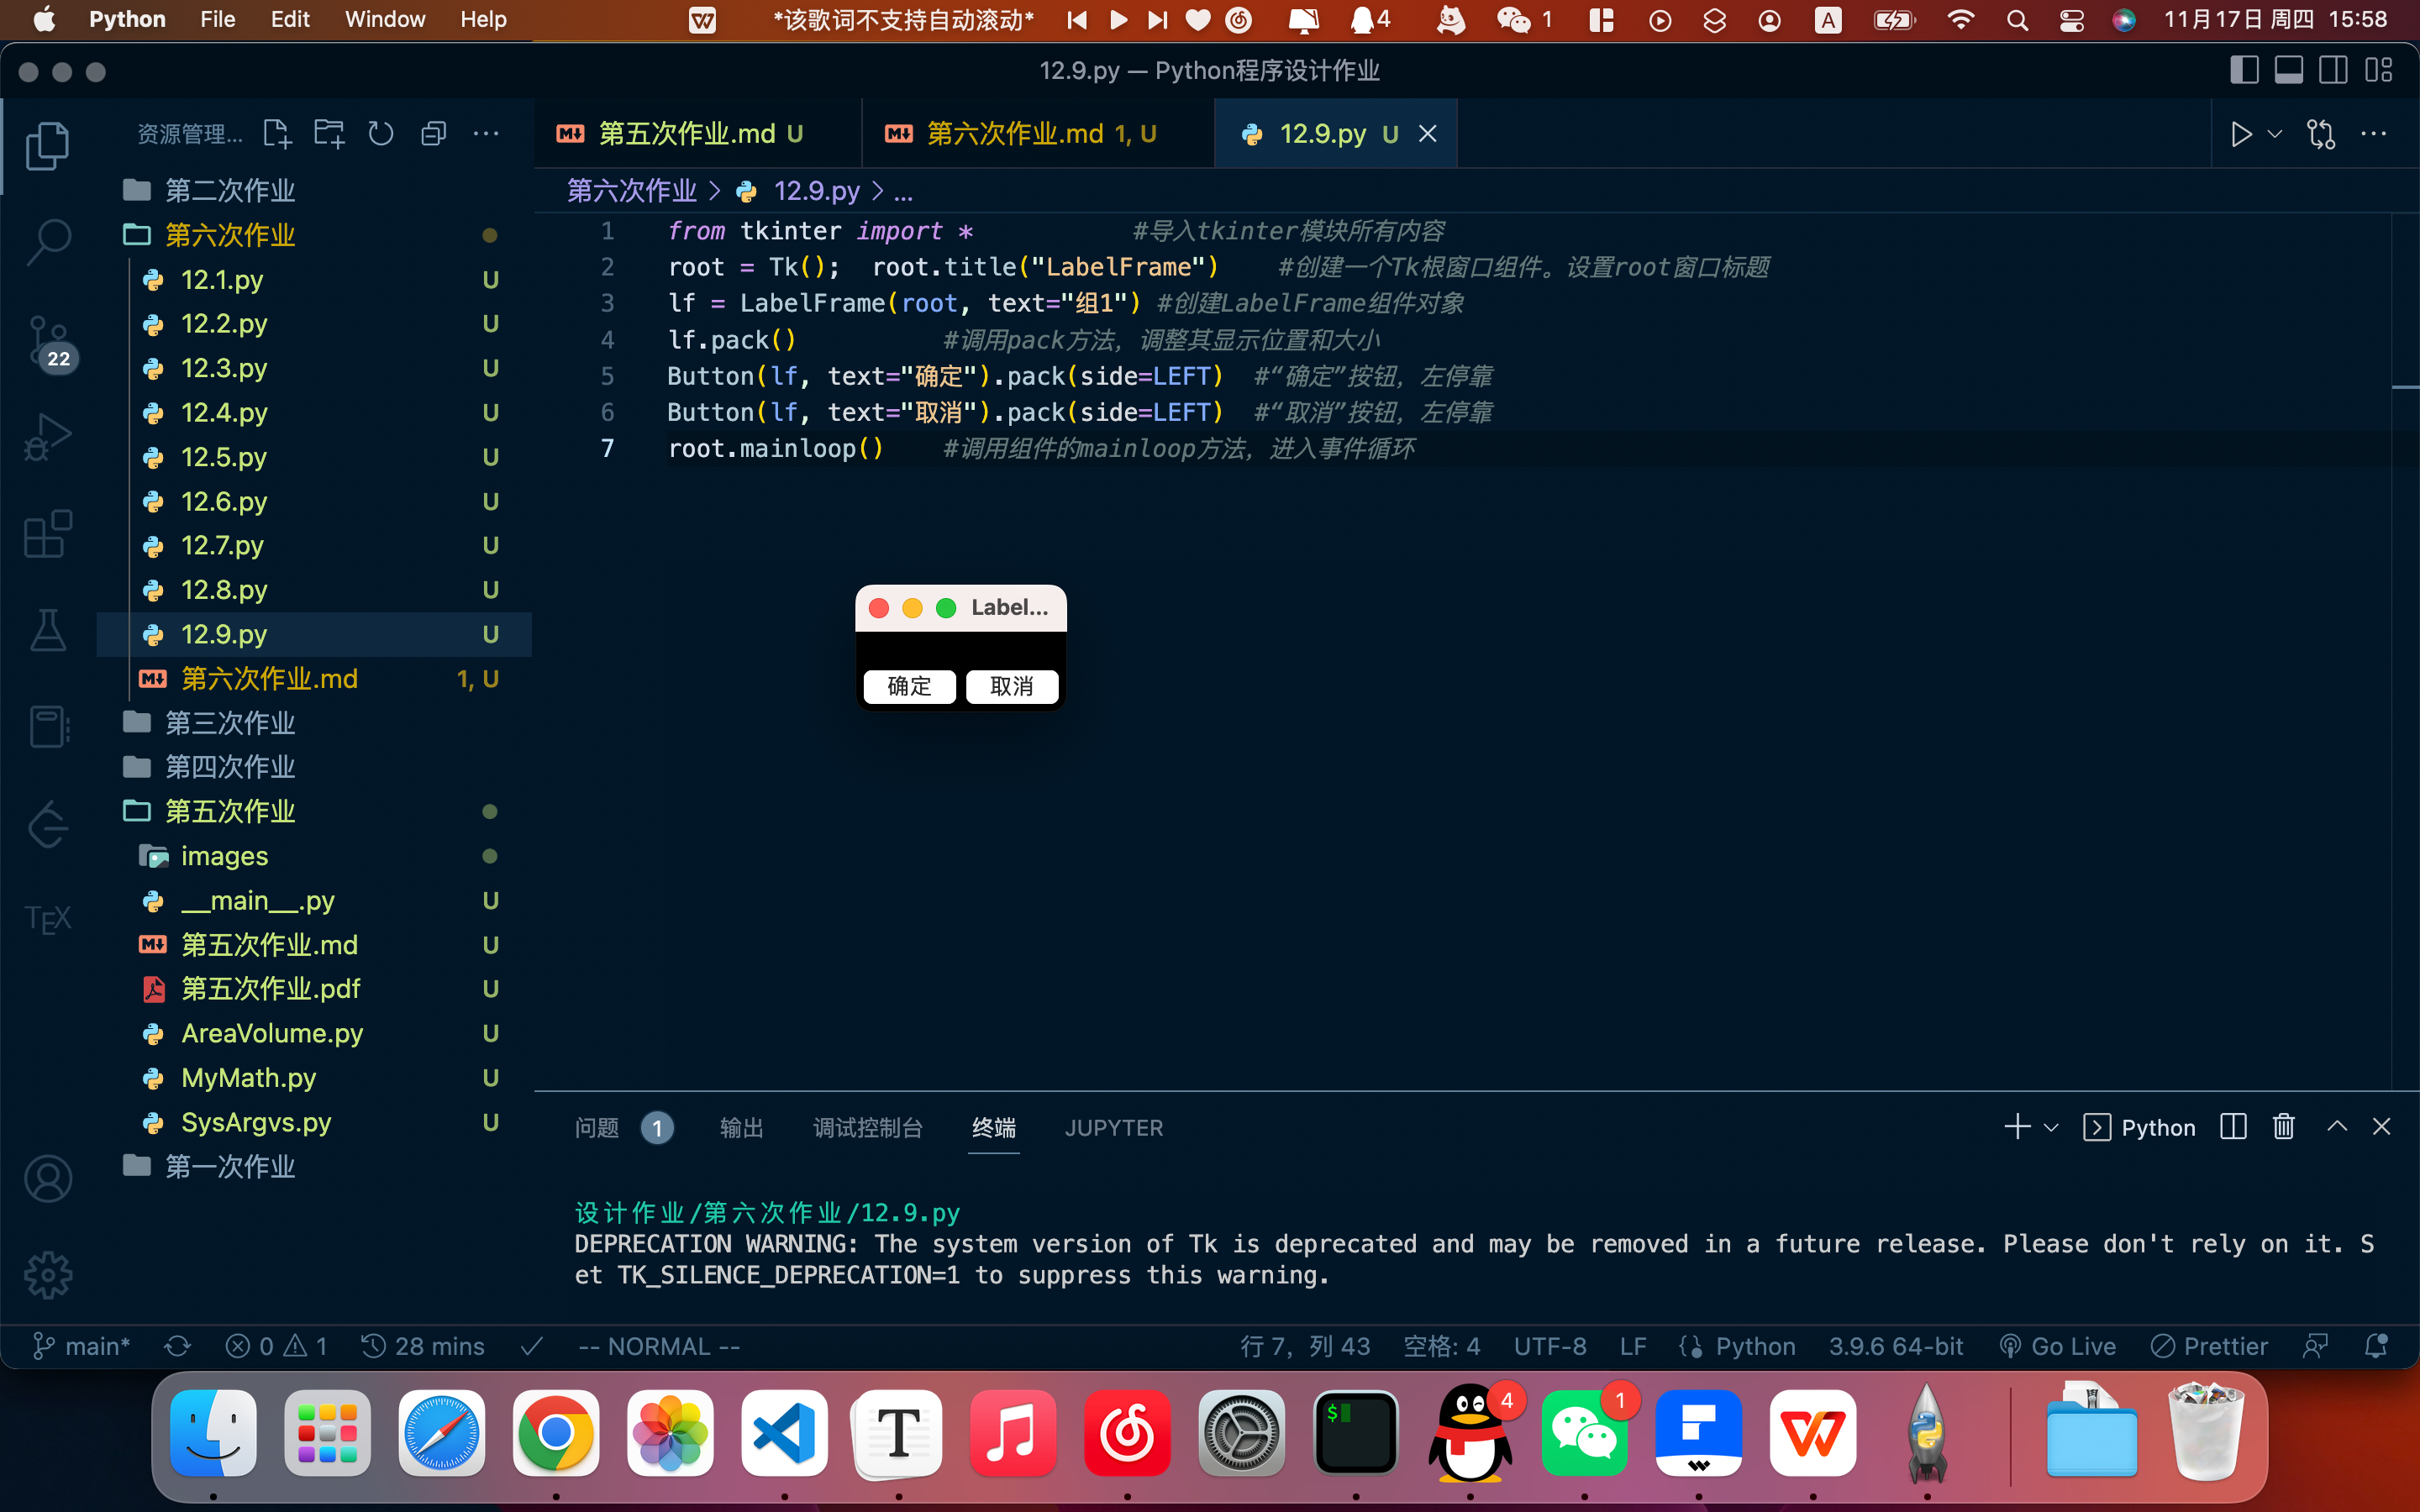 Python File Edit Window Help
*该歌词不支持自动滚动*
4
1
A
11月17日 周四 15:58
12.9.py — Python程序设计作业
资源管理...
第二次作业
第六次作业
12.1.py U
12.2.py U
12.3.py U
12.4.py U
12.5.py U
12.6.py U
12.7.py U
12.8.py U
12.9.py U
第六次作业.md 1, U
第三次作业
第四次作业
第五次作业
images
__main__.py U
第五次作业.md U
第五次作业.pdf U
AreaVolume.py U
MyMath.py U
SysArgvs.py U
第一次作业
22
TEX
第五次作业.md U
第六次作业.md 1, U
12.9.py U
第六次作业 > 12.9.py > ...
1 from tkinter import * #导入tkinter模块所有内容
2 root = Tk(); root.title("LabelFrame") #创建一个Tk根窗口组件。设置root窗口标题
3 lf = LabelFrame(root, text="组1") #创建LabelFrame组件对象
4 lf.pack() #调用pack方法，调整其显示位置和大小
5 Button(lf, text="确定").pack(side=LEFT) #“确定”按钮，左停靠
6 Button(lf, text="取消").pack(side=LEFT) #“取消”按钮，左停靠
7 root.mainloop() #调用组件的mainloop方法，进入事件循环
Label...
确定 取消
问题 1 输出 调试控制台 终端 JUPYTER
Python
设计作业/第六次作业/12.9.py
DEPRECATION WARNING: The system version of Tk is deprecated and may be removed in a future release. Please don't rely on it. S
et TK_SILENCE_DEPRECATION=1 to suppress this warning.
main* 0 1 28 mins -- NORMAL -- 行 7，列 43 空格: 4 UTF-8 LF Python 3.9.6 64-bit Go Live Prettier
T
$
4
1